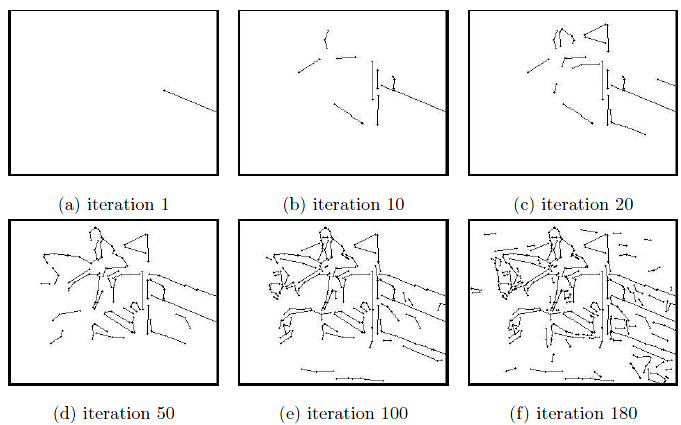 (a) iteration 1
(b) iteration 10
(c) iteration 20
(d) iteration 50
(e) iteration 100
(f) iteration 180